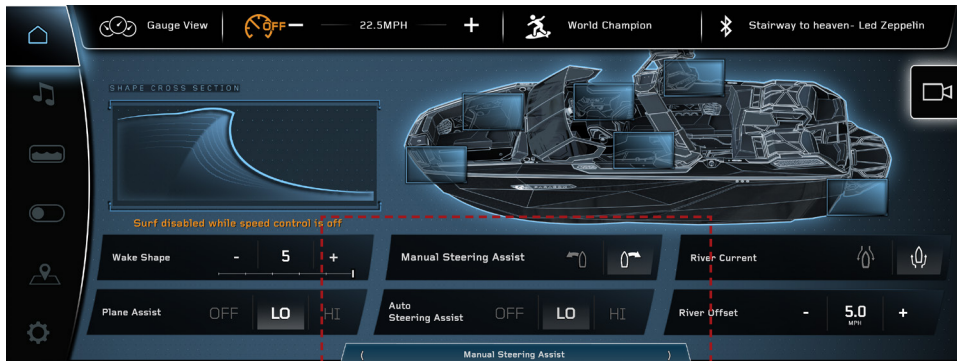 Gauge View
OFF
22.5MPH
+
World Champion
Stairway to heaven- Led Zeppelin
SHAPE CROSS SECTION
Surf disabled while speed control is off
Wake Shape - 5 +
Manual Steering Assist
River Current
Plane Assist OFF LO HI
Auto
Steering Assist OFF LO HI
River Offset - 5.0 +
MPH
( Manual Steering Assist )